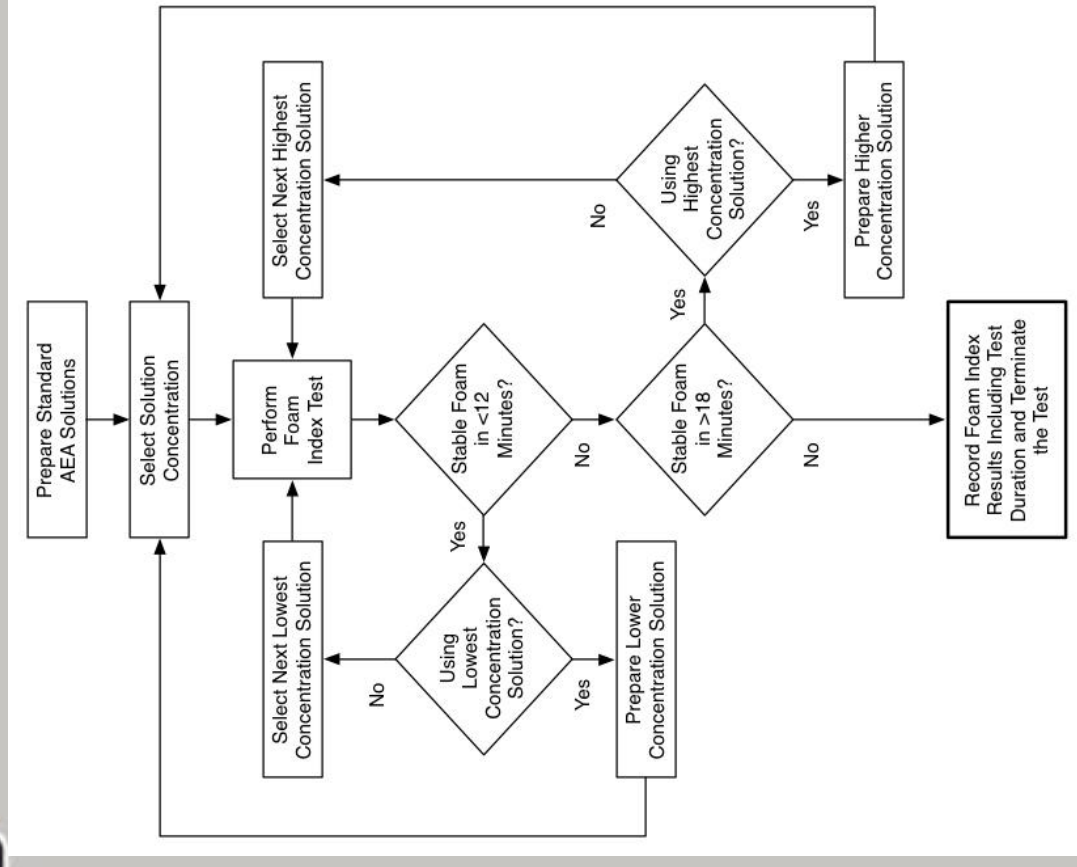 Prepare Standard
AEA Solutions
Select Solution
Concentration
Select Next Lowest
Concentration Solution
Perform
Foam
Index Test
Select Next Highest
Concentration Solution
No
Using
Lowest
Concentration
Solution?
Yes
Stable Foam
in <12
Minutes?
No
Yes
Prepare Lower
Concentration Solution
Stable Foam
in >18
Minutes?
Yes
No
Using
Highest
Concentration
Solution?
Yes
No
Prepare Higher
Concentration Solution
Record Foam Index
Results Including Test
Duration and Terminate
the Test